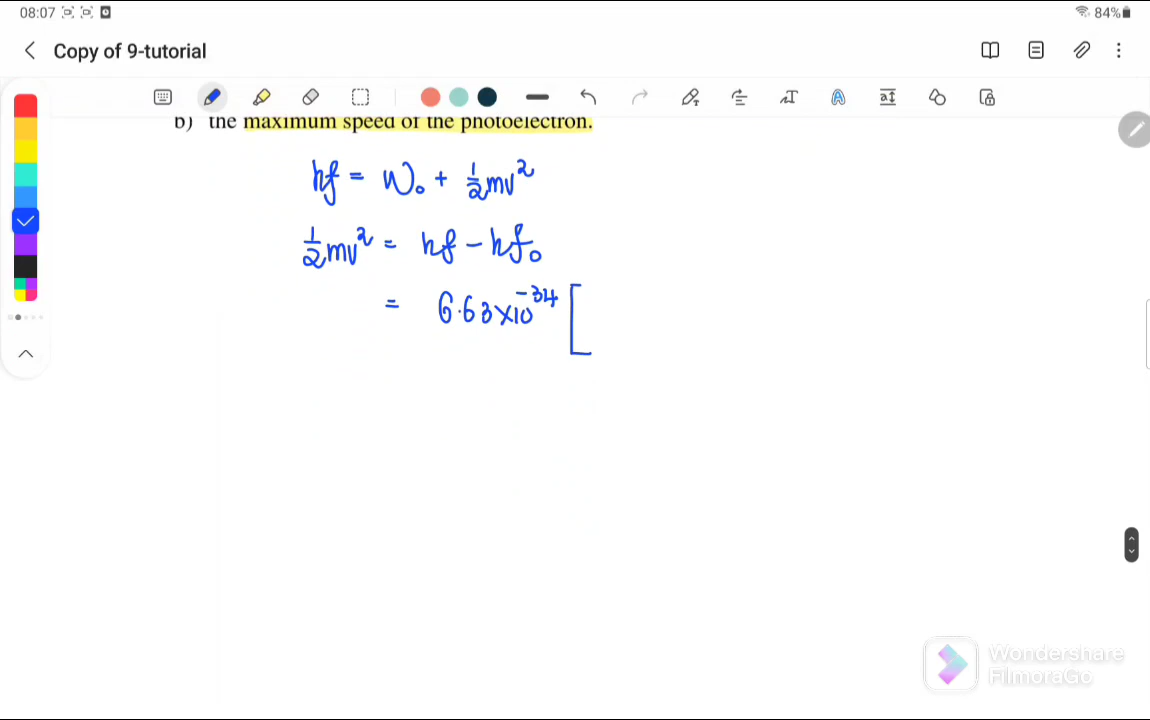 08:07 84%
Copy of 9-tutorial
b) the maximum speed of the photoelectron.
hf = W₀ + ½mv²
½mv² = hf - hf₀
= 6.63×10⁻³⁴ [
Wondershare
FilmoraGo